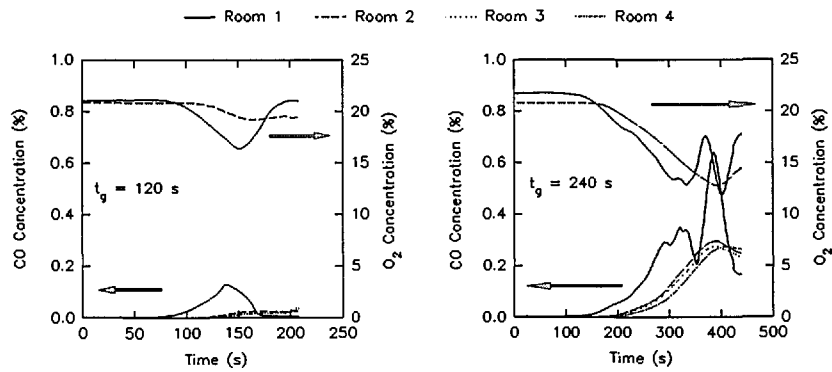 Room 1 Room 2 Room 3 Room 4
CO Concentration (%)
1.0
0.8
0.6
0.4
0.2
0.0
t_g = 120 s
25
20
15
10
5
0
O2 Concentration (%)
0 50 100 150 200 250
Time (s)
CO Concentration (%)
1.0
0.8
0.6
0.4
0.2
0.0
t_g = 240 s
25
20
15
10
5
0
O2 Concentration (%)
0 100 200 300 400 500
Time (s)